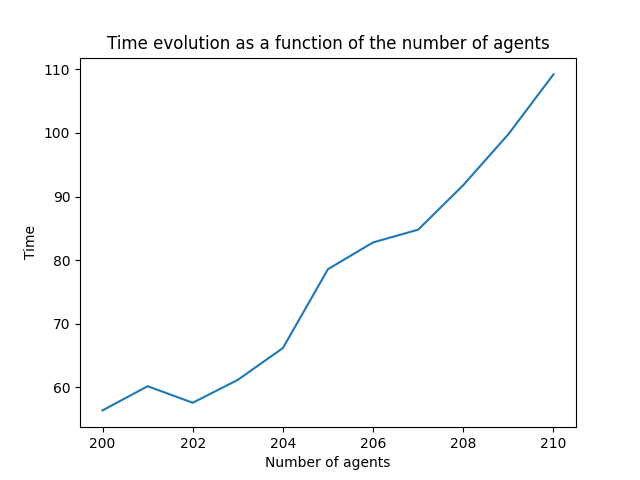 Time evolution as a function of the number of agents
110
100
90
80
70
60
Time
200 202 204 206 208 210
Number of agents